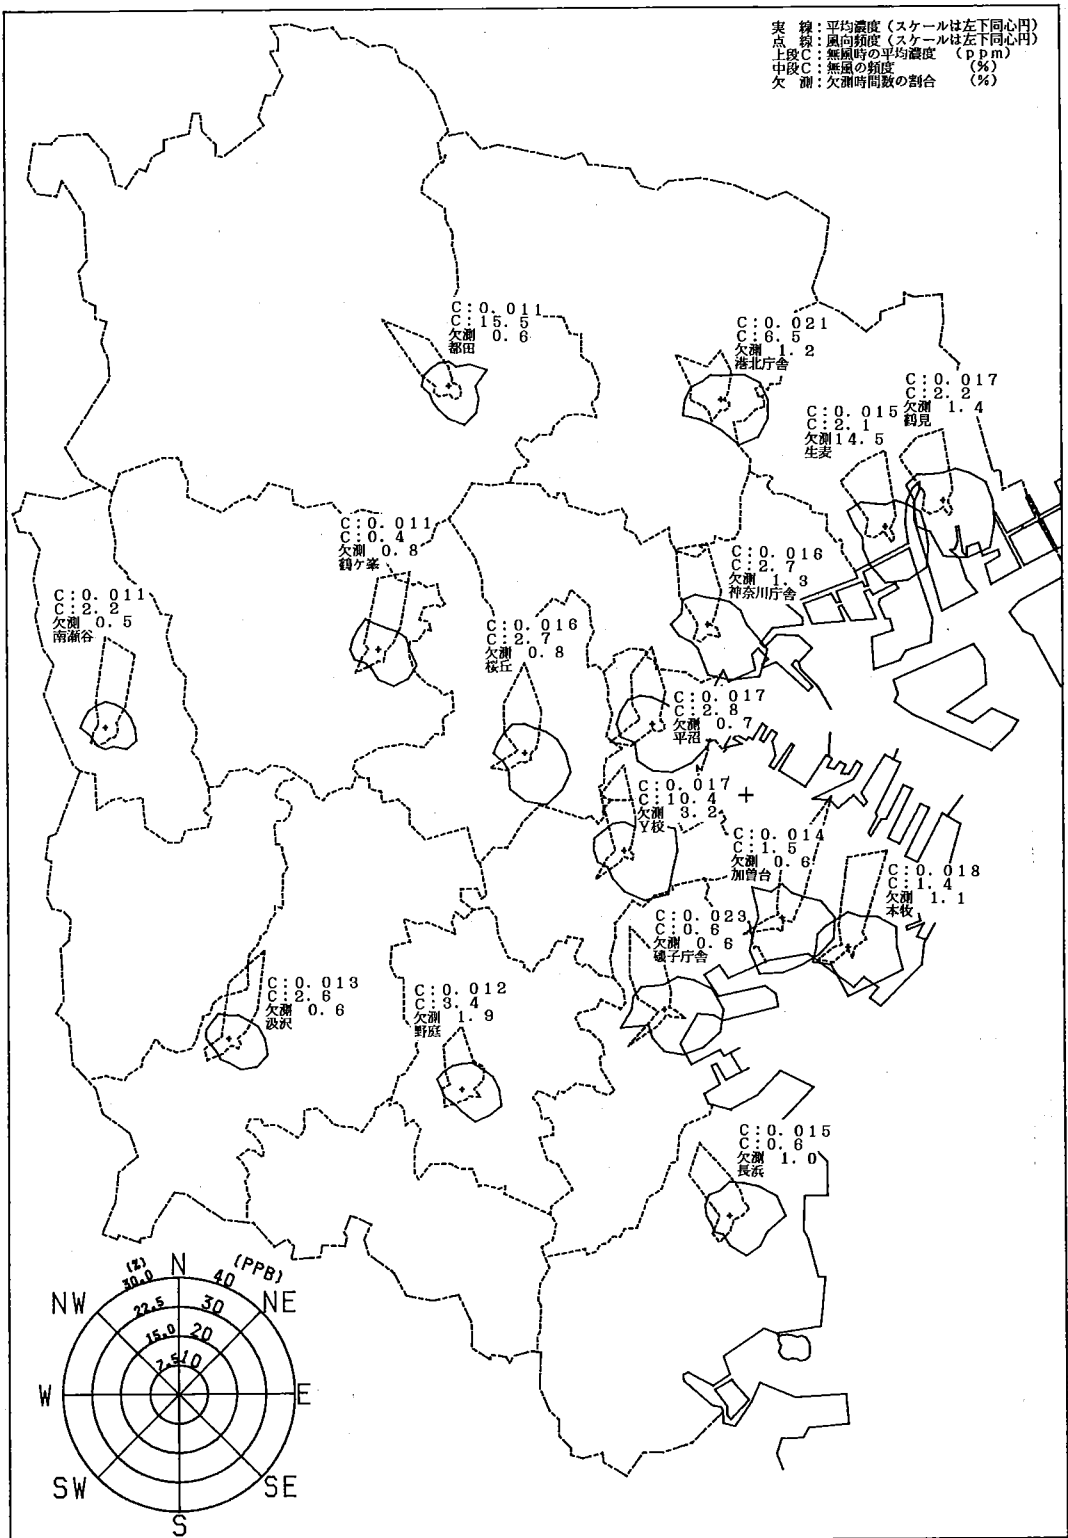 実　線：平均濃度（スケールは左下同心円）
点　線：風向頻度（スケールは左下同心円）
上段C：無風時の平均濃度　（ｐｐｍ）
中段C：無風の頻度　（％）
欠　測：欠測時間数の割合　（％）
C：0．011
C：15．5
欠測　0．6
都田
C：0．021
C：6．5
欠測　1．2
港北庁舎
C：0．017
C：2．2
欠測　1．4
鶴見
C：0．015
C：2．1
欠測14．5
生麦
C：0．011
C：0．4
欠測　0．8
鶴ケ峯
C：0．016
C：2．7
欠測　1．3
神奈川庁舎
C：0．011
C：2．2
欠測　0．5
南瀬谷
C：0．016
C：2．7
欠測　0．8
桜丘
C：0．017
C：2．8
欠測　0．7
平沼
C：0．017
C：10．4
欠測　3．2
Y校
C：0．014
C：1．5
欠測　0．6
加曽台
C：0．018
C：1．4
欠測　1．1
本牧
C：0．023
C：0．6
欠測　0．6
磯子庁舎
C：0．013
C：2．6
欠測　0．6
汲沢
C：0．012
C：3．4
欠測　1．9
野庭
C：0．015
C：0．6
欠測　1．0
長浜
(%) N (PPB)
30.0 40
NW 22.5 30 NE
15.0 20
7.5 10
W E
SW SE
S